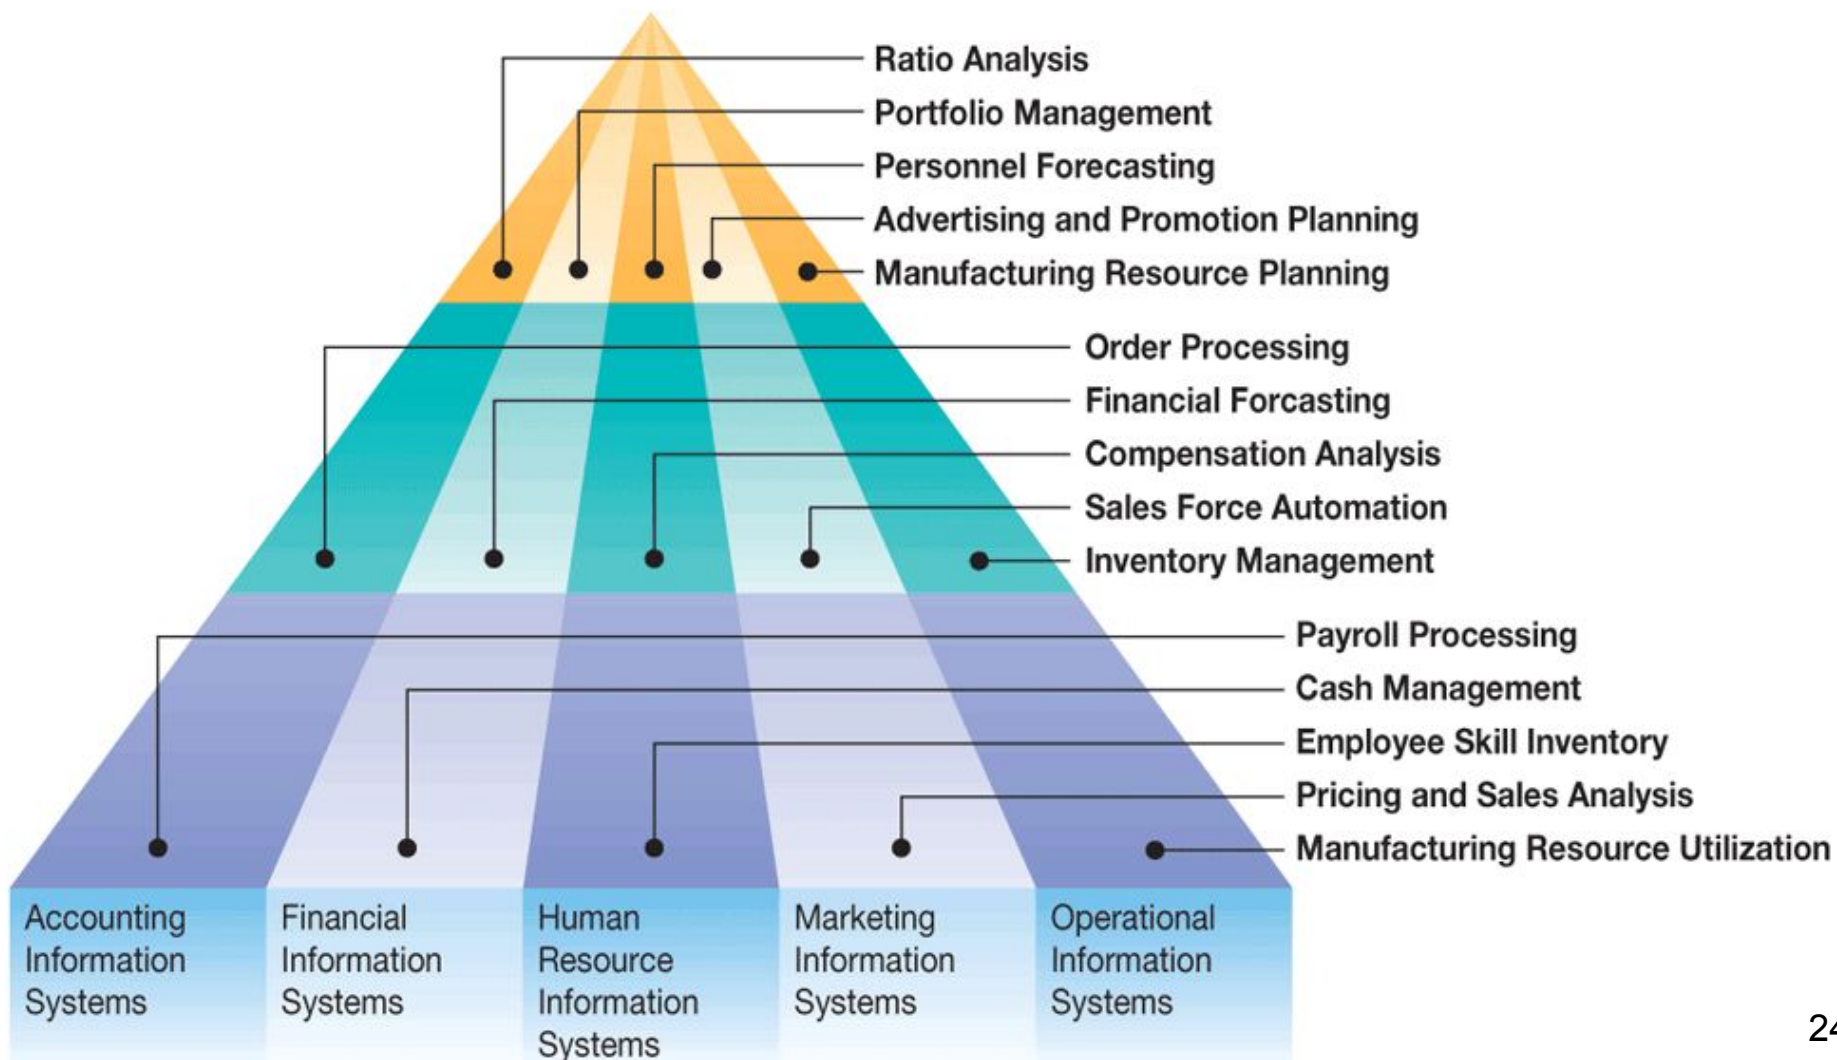 Ratio Analysis
Portfolio Management
Personnel Forecasting
Advertising and Promotion Planning
Manufacturing Resource Planning
Order Processing
Financial Forcasting
Compensation Analysis
Sales Force Automation
Inventory Management
Payroll Processing
Cash Management
Employee Skill Inventory
Pricing and Sales Analysis
Manufacturing Resource Utilization
Accounting
Information
Systems
Financial
Information
Systems
Human
Resource
Information
Systems
Marketing
Information
Systems
Operational
Information
Systems
24